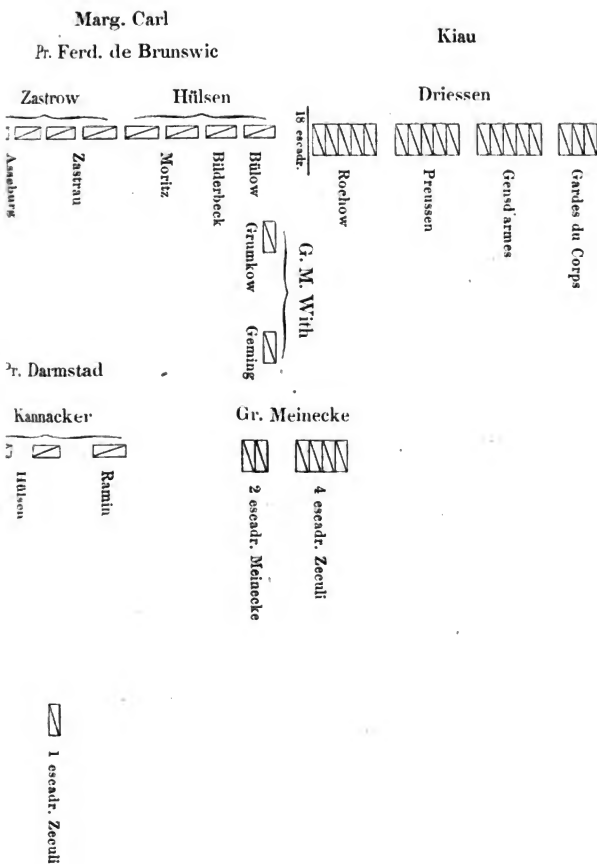 Marg. Carl
Pr. Ferd. de Brunswic
Kiau
Zastrow
Hülsen
Driessen
18 escadr.
Asseburg
Zastrau
Moritz
Bilderbeck
Bülow
Rochow
Preussen
Gensd'armes
Gardes du Corps
Grumkow
Geming
G. M. With
Pr. Darmstad
Kannacker
Gr. Meinecke
Hülsen
Ramin
2 escadr. Meinecke
4 escadr. Zeculi
1 escadr. Zeculi